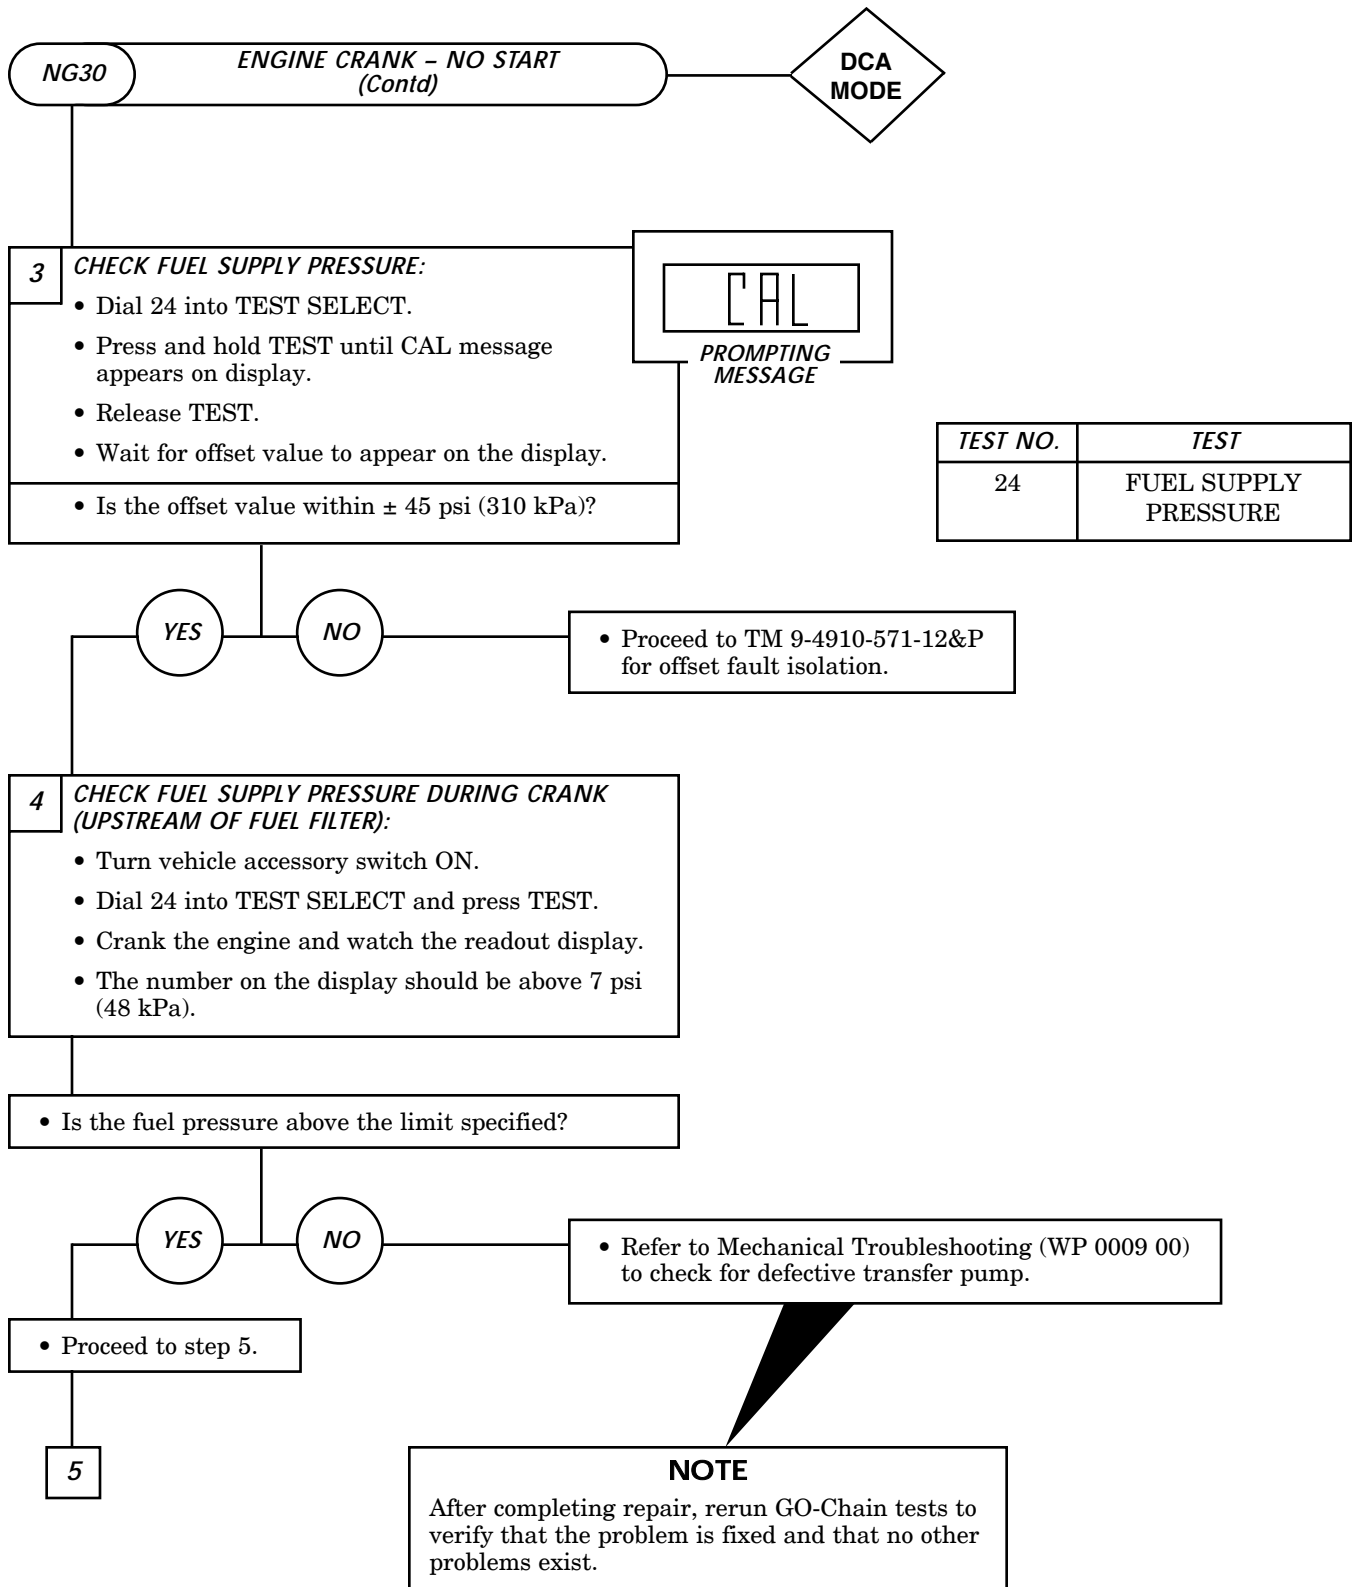 NG30
ENGINE CRANK – NO START
(Contd)
DCA
MODE
3
CHECK FUEL SUPPLY PRESSURE:
• Dial 24 into TEST SELECT.
• Press and hold TEST until CAL message
appears on display.
• Release TEST.
• Wait for offset value to appear on the display.
• Is the offset value within ± 45 psi (310 kPa)?
CAL
PROMPTING
MESSAGE
TEST NO. TEST
24 FUEL SUPPLY
PRESSURE
YES
NO
• Proceed to TM 9-4910-571-12&P
for offset fault isolation.
4
CHECK FUEL SUPPLY PRESSURE DURING CRANK
(UPSTREAM OF FUEL FILTER):
• Turn vehicle accessory switch ON.
• Dial 24 into TEST SELECT and press TEST.
• Crank the engine and watch the readout display.
• The number on the display should be above 7 psi
(48 kPa).
• Is the fuel pressure above the limit specified?
YES
NO
• Refer to Mechanical Troubleshooting (WP 0009 00)
to check for defective transfer pump.
• Proceed to step 5.
5
NOTE
After completing repair, rerun GO-Chain tests to
verify that the problem is fixed and that no other
problems exist.